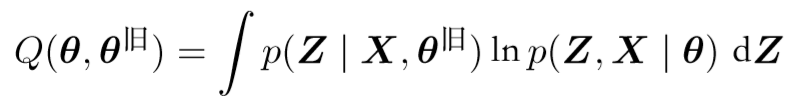 Q(θ, θ^旧) = ∫ p(Z | X, θ^旧) ln p(Z, X | θ) dZ